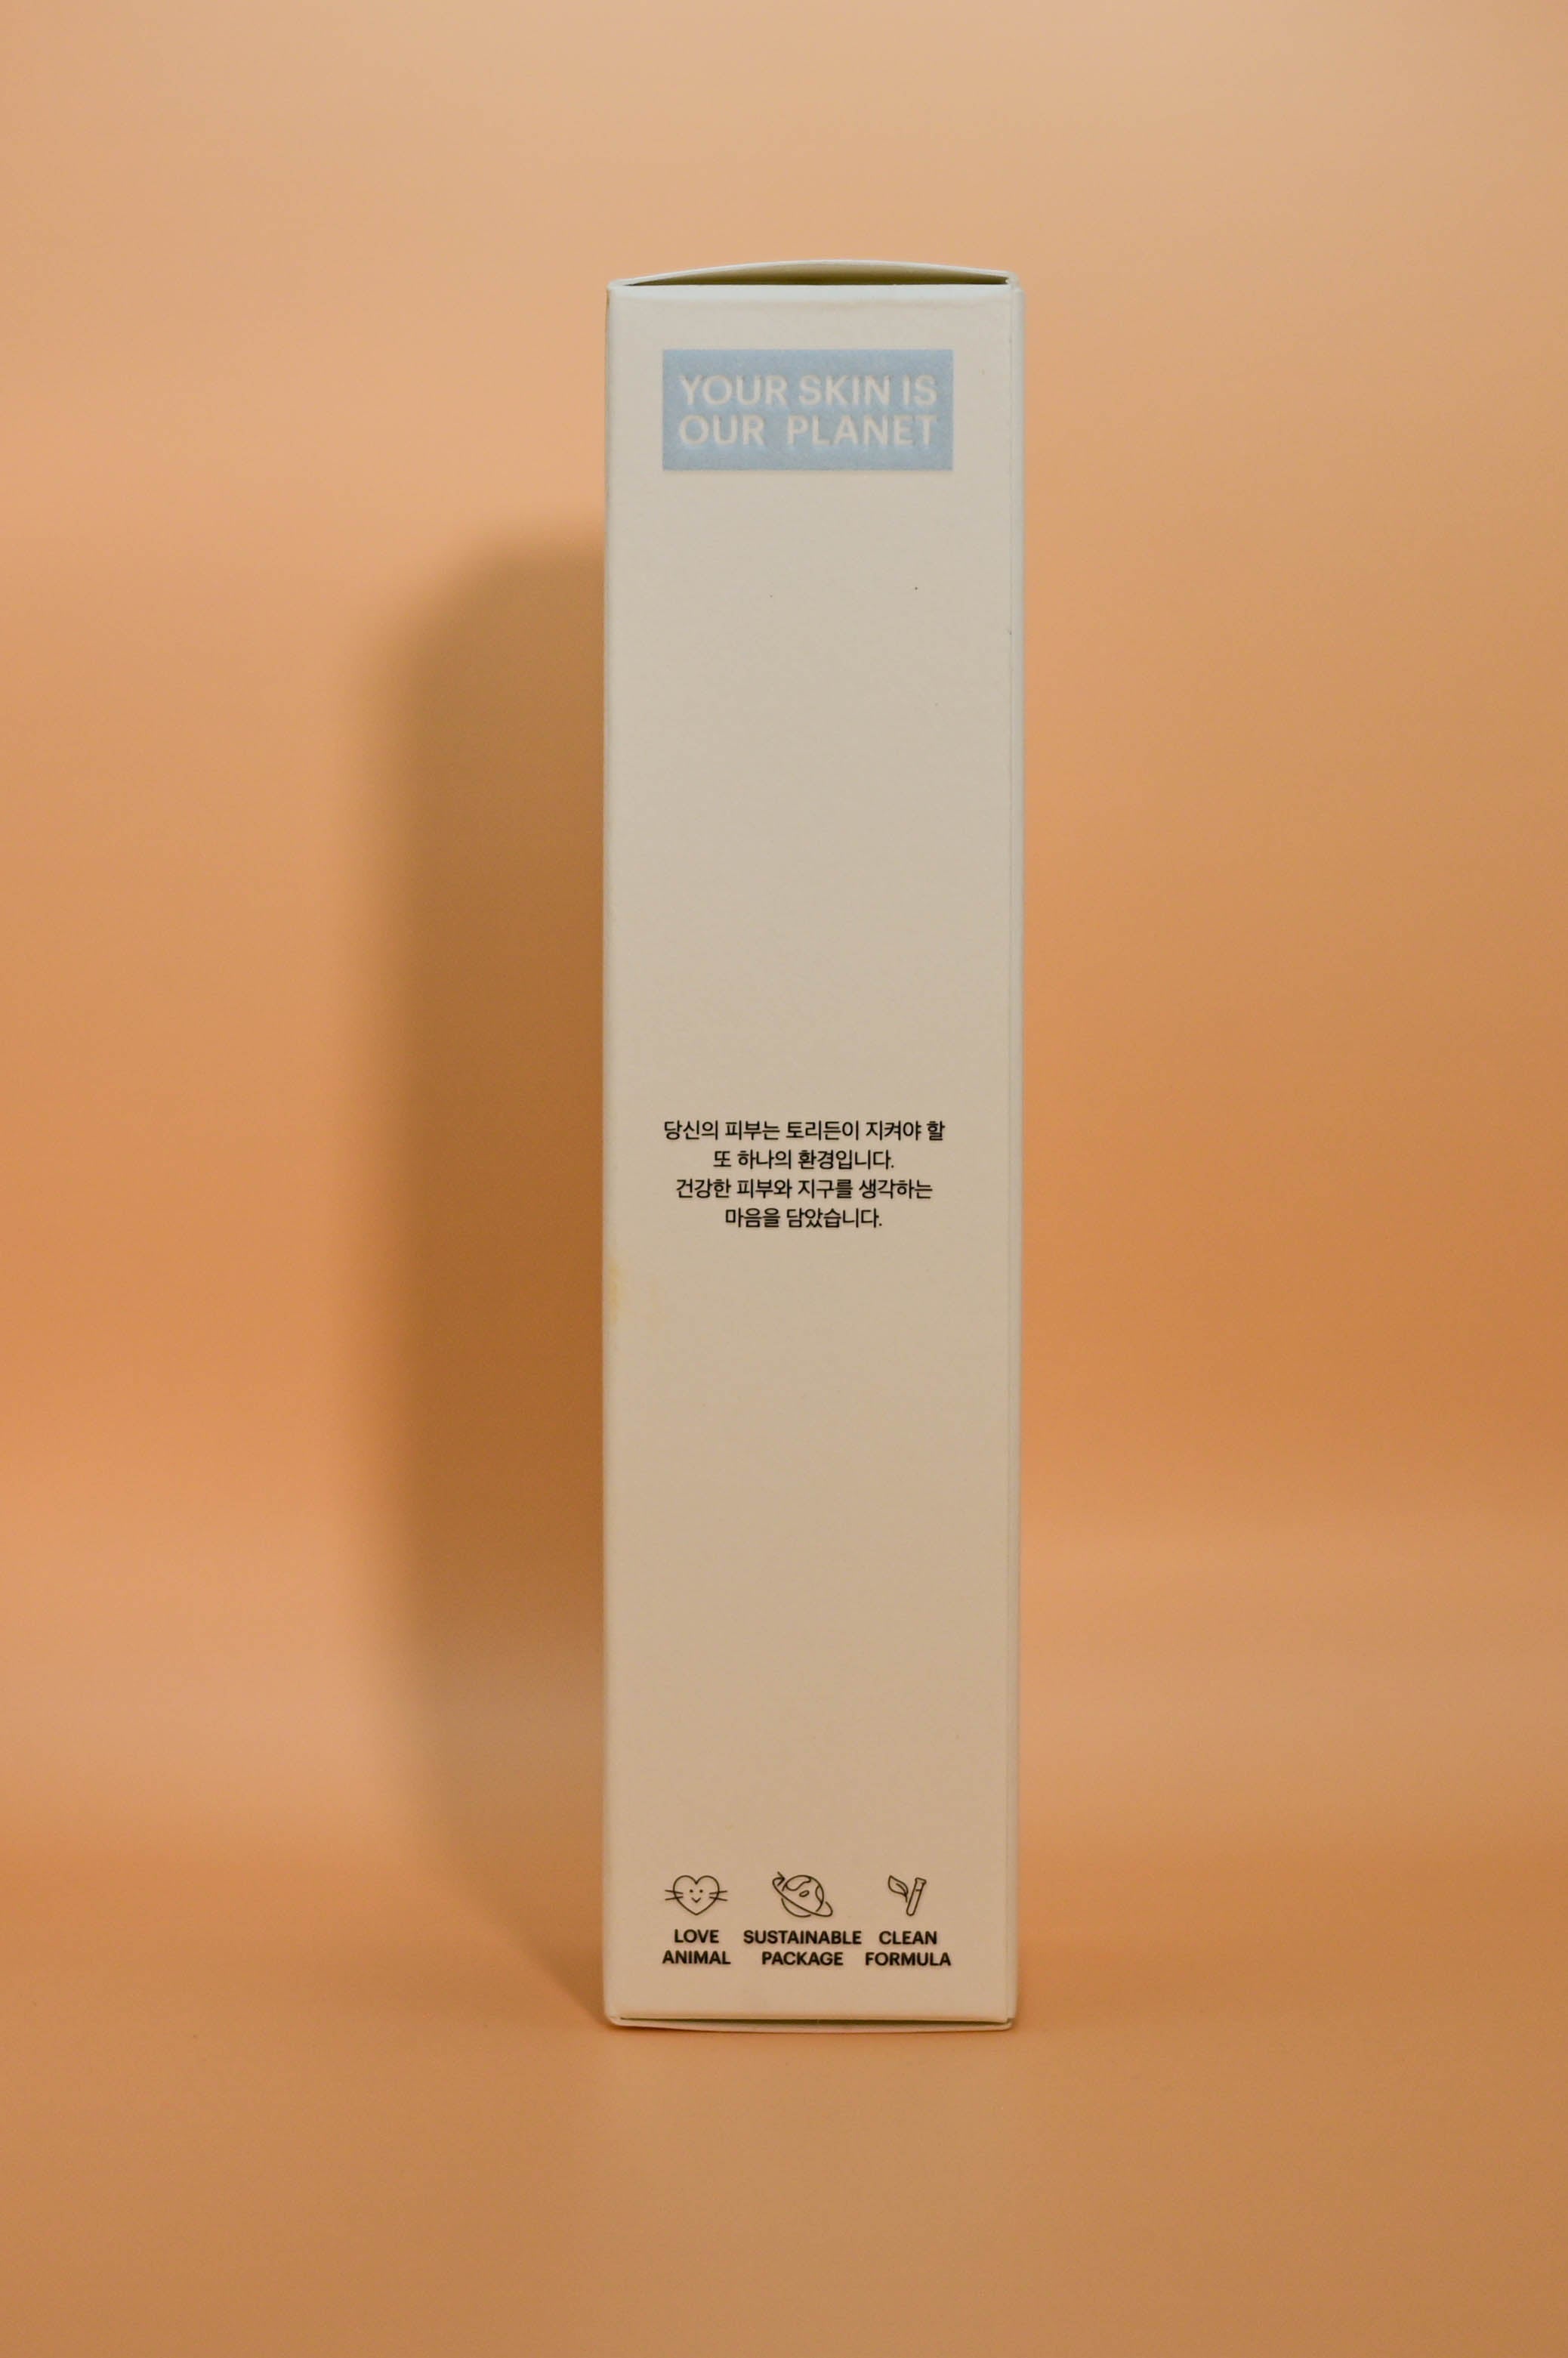 YOUR SKIN IS
OUR PLANET
당신의 피부는 토리든이 지켜야 할
또 하나의 환경입니다.
건강한 피부와 지구를 생각하는
마음을 담았습니다.
LOVE
ANIMAL
SUSTAINABLE
PACKAGE
CLEAN
FORMULA